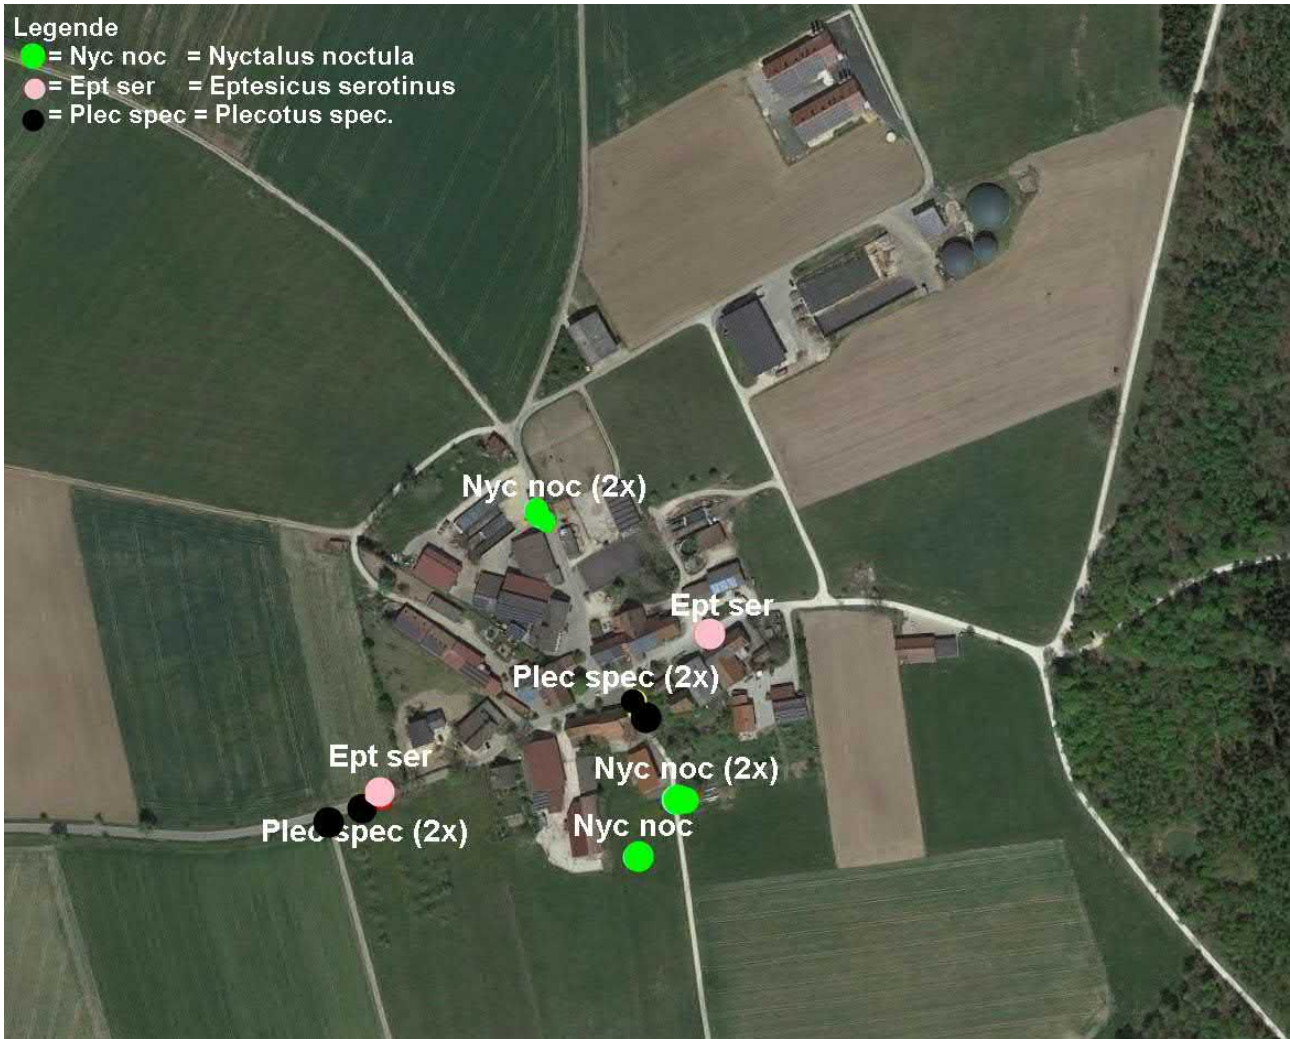 Legende
= Nyc noc = Nyctalus noctula
= Ept ser = Eptesicus serotinus
= Plec spec = Plecotus spec.
Nyc noc (2x)
Ept ser
Plec spec (2x)
Ept ser
Nyc noc (2x)
Plec spec (2x)
Nyc noc